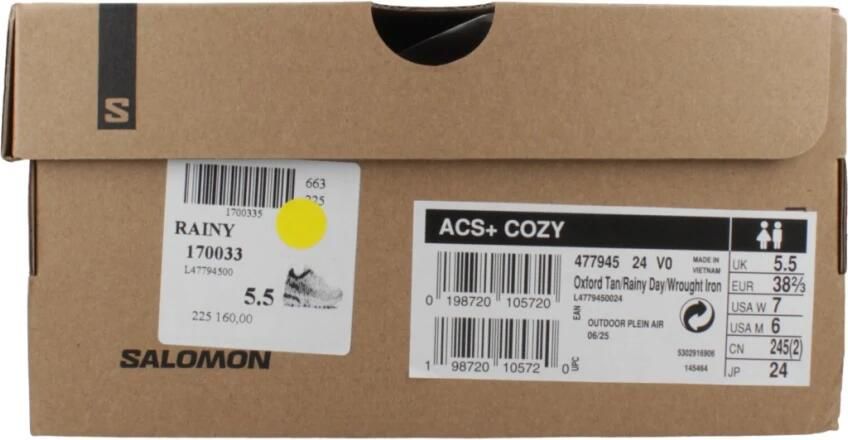 S
663
225
1700335
RAINY
170033
L47794500
5.5
225 160,00
SALOMON
ACS+ COZY
477945 24 V0
MADE IN
VIETNAM
Oxford Tan/Rainy Day/Wrought Iron
L4779450024
0 198720 105720
EAN
OUTDOOR PLEIN AIR
06/25
5302916906
145464
1 98720 10572 0
UPC
UK 5.5
EUR 38⅔
USA W 7
USA M 6
CN 245(2)
JP 24